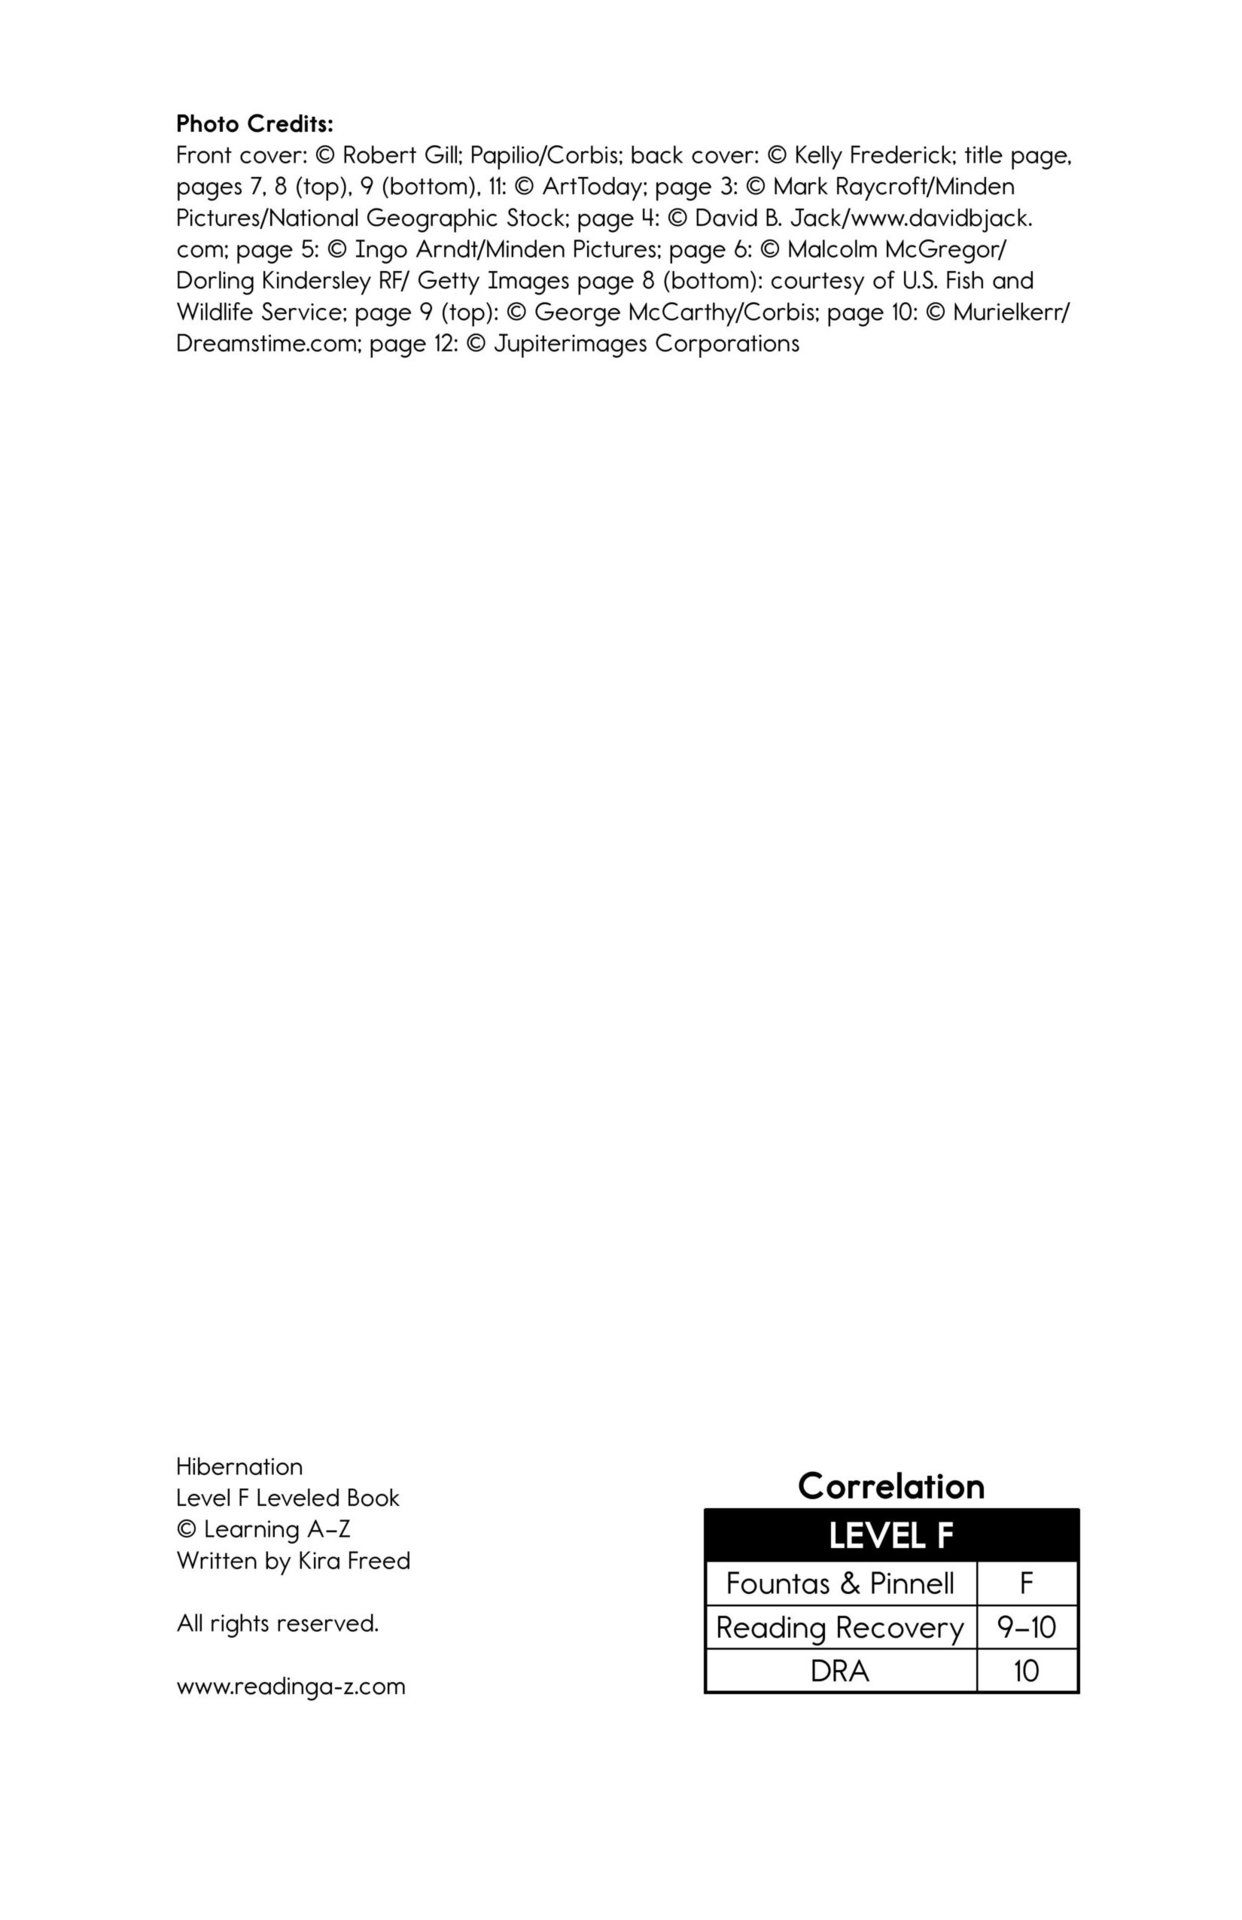 Photo Credits:
Front cover: © Robert Gill; Papilio/Corbis; back cover: © Kelly Frederick; title page,
pages 7, 8 (top), 9 (bottom), 11: © ArtToday; page 3: © Mark Raycroft/Minden
Pictures/National Geographic Stock; page 4: © David B. Jack/www.davidbjack.
com; page 5: © Ingo Arndt/Minden Pictures; page 6: © Malcolm McGregor/
Dorling Kindersley RF/ Getty Images page 8 (bottom): courtesy of U.S. Fish and
Wildlife Service; page 9 (top): © George McCarthy/Corbis; page 10: © Murielkerr/
Dreamstime.com; page 12: © Jupiterimages Corporations
Hibernation
Level F Leveled Book
© Learning A–Z
Written by Kira Freed
All rights reserved.
www.readinga-z.com
Correlation
LEVEL F
Fountas & Pinnell F
Reading Recovery 9–10
DRA 10